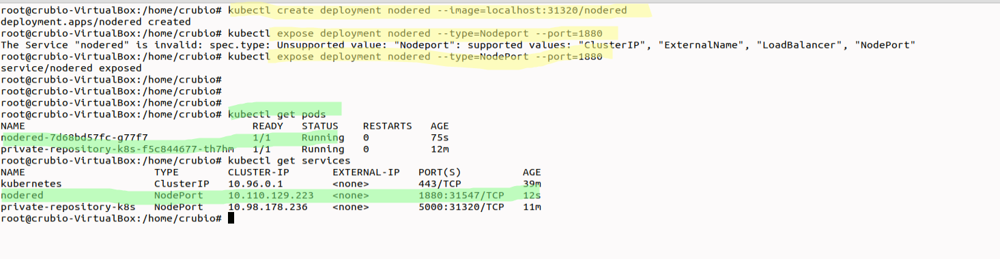 root@crubio-VirtualBox:/home/crubio# kubectl create deployment nodered --image=localhost:31320/nodered
deployment.apps/nodered created
root@crubio-VirtualBox:/home/crubio# kubectl expose deployment nodered --type=Nodeport --port=1880
The Service "nodered" is invalid: spec.type: Unsupported value: "Nodeport": supported values: "ClusterIP", "ExternalName", "LoadBalancer", "NodePort"
root@crubio-VirtualBox:/home/crubio# kubectl expose deployment nodered --type=NodePort --port=1880
service/nodered exposed
root@crubio-VirtualBox:/home/crubio#
root@crubio-VirtualBox:/home/crubio#
root@crubio-VirtualBox:/home/crubio#
root@crubio-VirtualBox:/home/crubio# kubectl get pods
NAME READY STATUS RESTARTS AGE
nodered-7d68bd57fc-g77f7 1/1 Running 0 75s
private-repository-k8s-f5c844677-th7hm 1/1 Running 0 12m
root@crubio-VirtualBox:/home/crubio# kubectl get services
NAME TYPE CLUSTER-IP EXTERNAL-IP PORT(S) AGE
kubernetes ClusterIP 10.96.0.1 <none> 443/TCP 39m
nodered NodePort 10.110.129.223 <none> 1880:31547/TCP 12s
private-repository-k8s NodePort 10.98.178.236 <none> 5000:31320/TCP 11m
root@crubio-VirtualBox:/home/crubio#